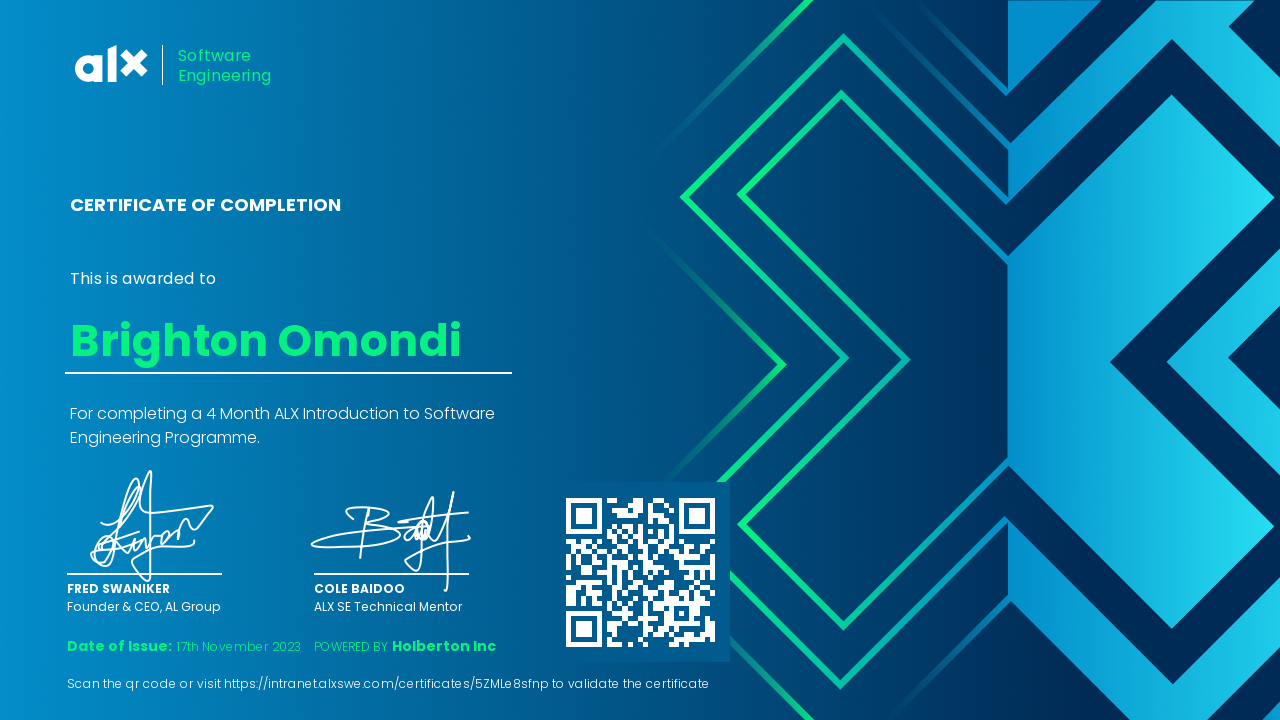 alx
Software
Engineering
CERTIFICATE OF COMPLETION
This is awarded to
Brighton Omondi
For completing a 4 Month ALX Introduction to Software
Engineering Programme.
FRED SWANIKER
Founder & CEO, AL Group
COLE BAIDOO
ALX SE Technical Mentor
Date of Issue: 17th November 2023 POWERED BY Holberton Inc
Scan the qr code or visit https://intranet.alxswe.com/certificates/5ZMLe8sfnp to validate the certificate